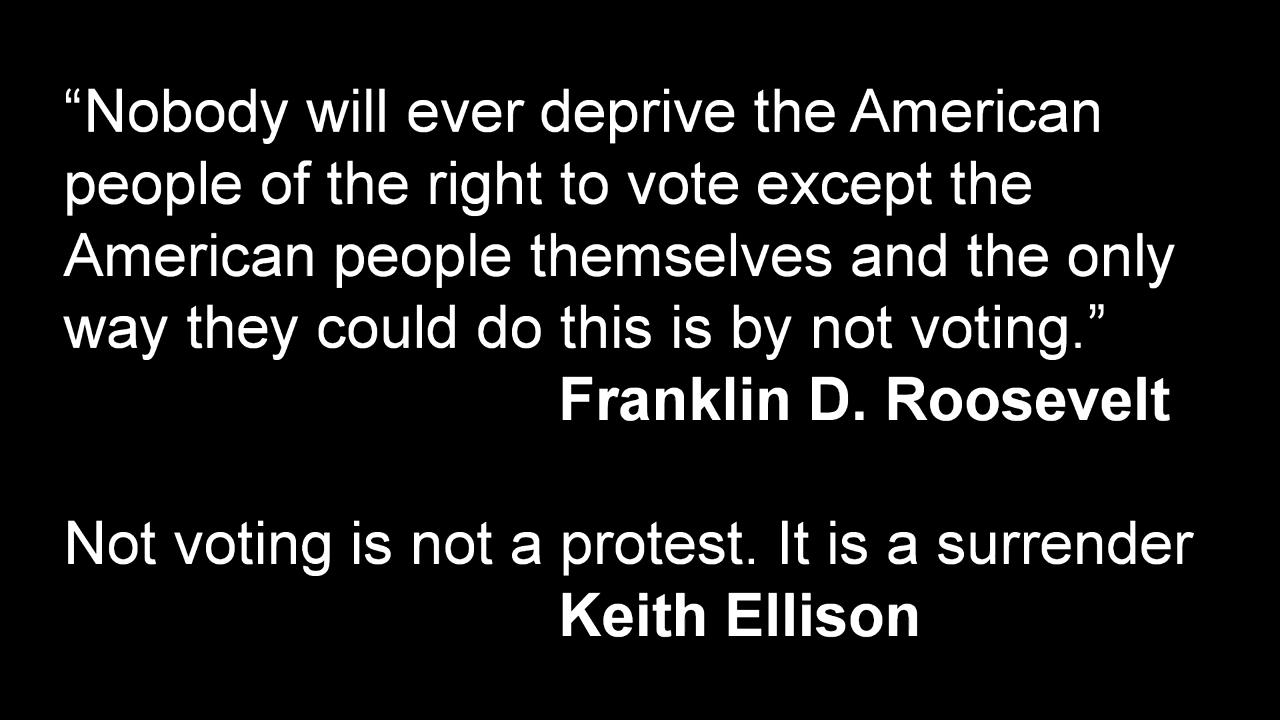 “Nobody will ever deprive the American
people of the right to vote except the
American people themselves and the only
way they could do this is by not voting.”
Franklin D. Roosevelt
Not voting is not a protest. It is a surrender
Keith Ellison